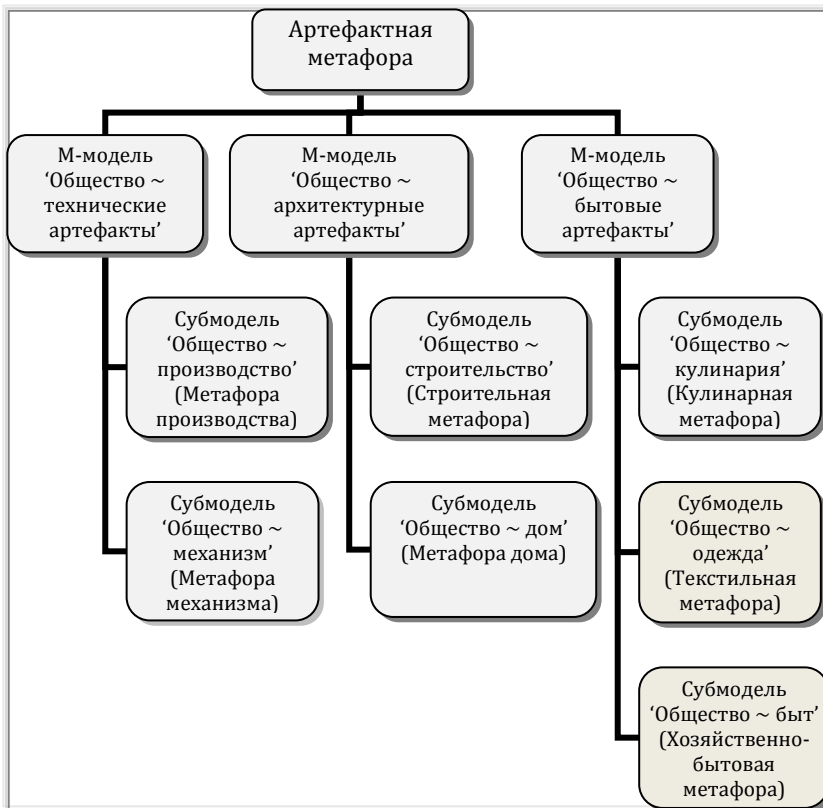 Артефактная
метафора
М-модель
‘Общество ~
технические
артефакты’
М-модель
‘Общество ~
архитектурные
артефакты’
М-модель
‘Общество ~
бытовые
артефакты’
Субмодель
‘Общество ~
производство’
(Метафора
производства)
Субмодель
‘Общество ~
строительство’
(Строительная
метафора)
Субмодель
‘Общество ~
кулинария’
(Кулинарная
метафора)
Субмодель
‘Общество ~
механизм’
(Метафора
механизма)
Субмодель
‘Общество ~ дом’
(Метафора дома)
Субмодель
‘Общество ~
одежда’
(Текстильная
метафора)
Субмодель
‘Общество ~ быт’
(Хозяйственно-
бытовая
метафора)